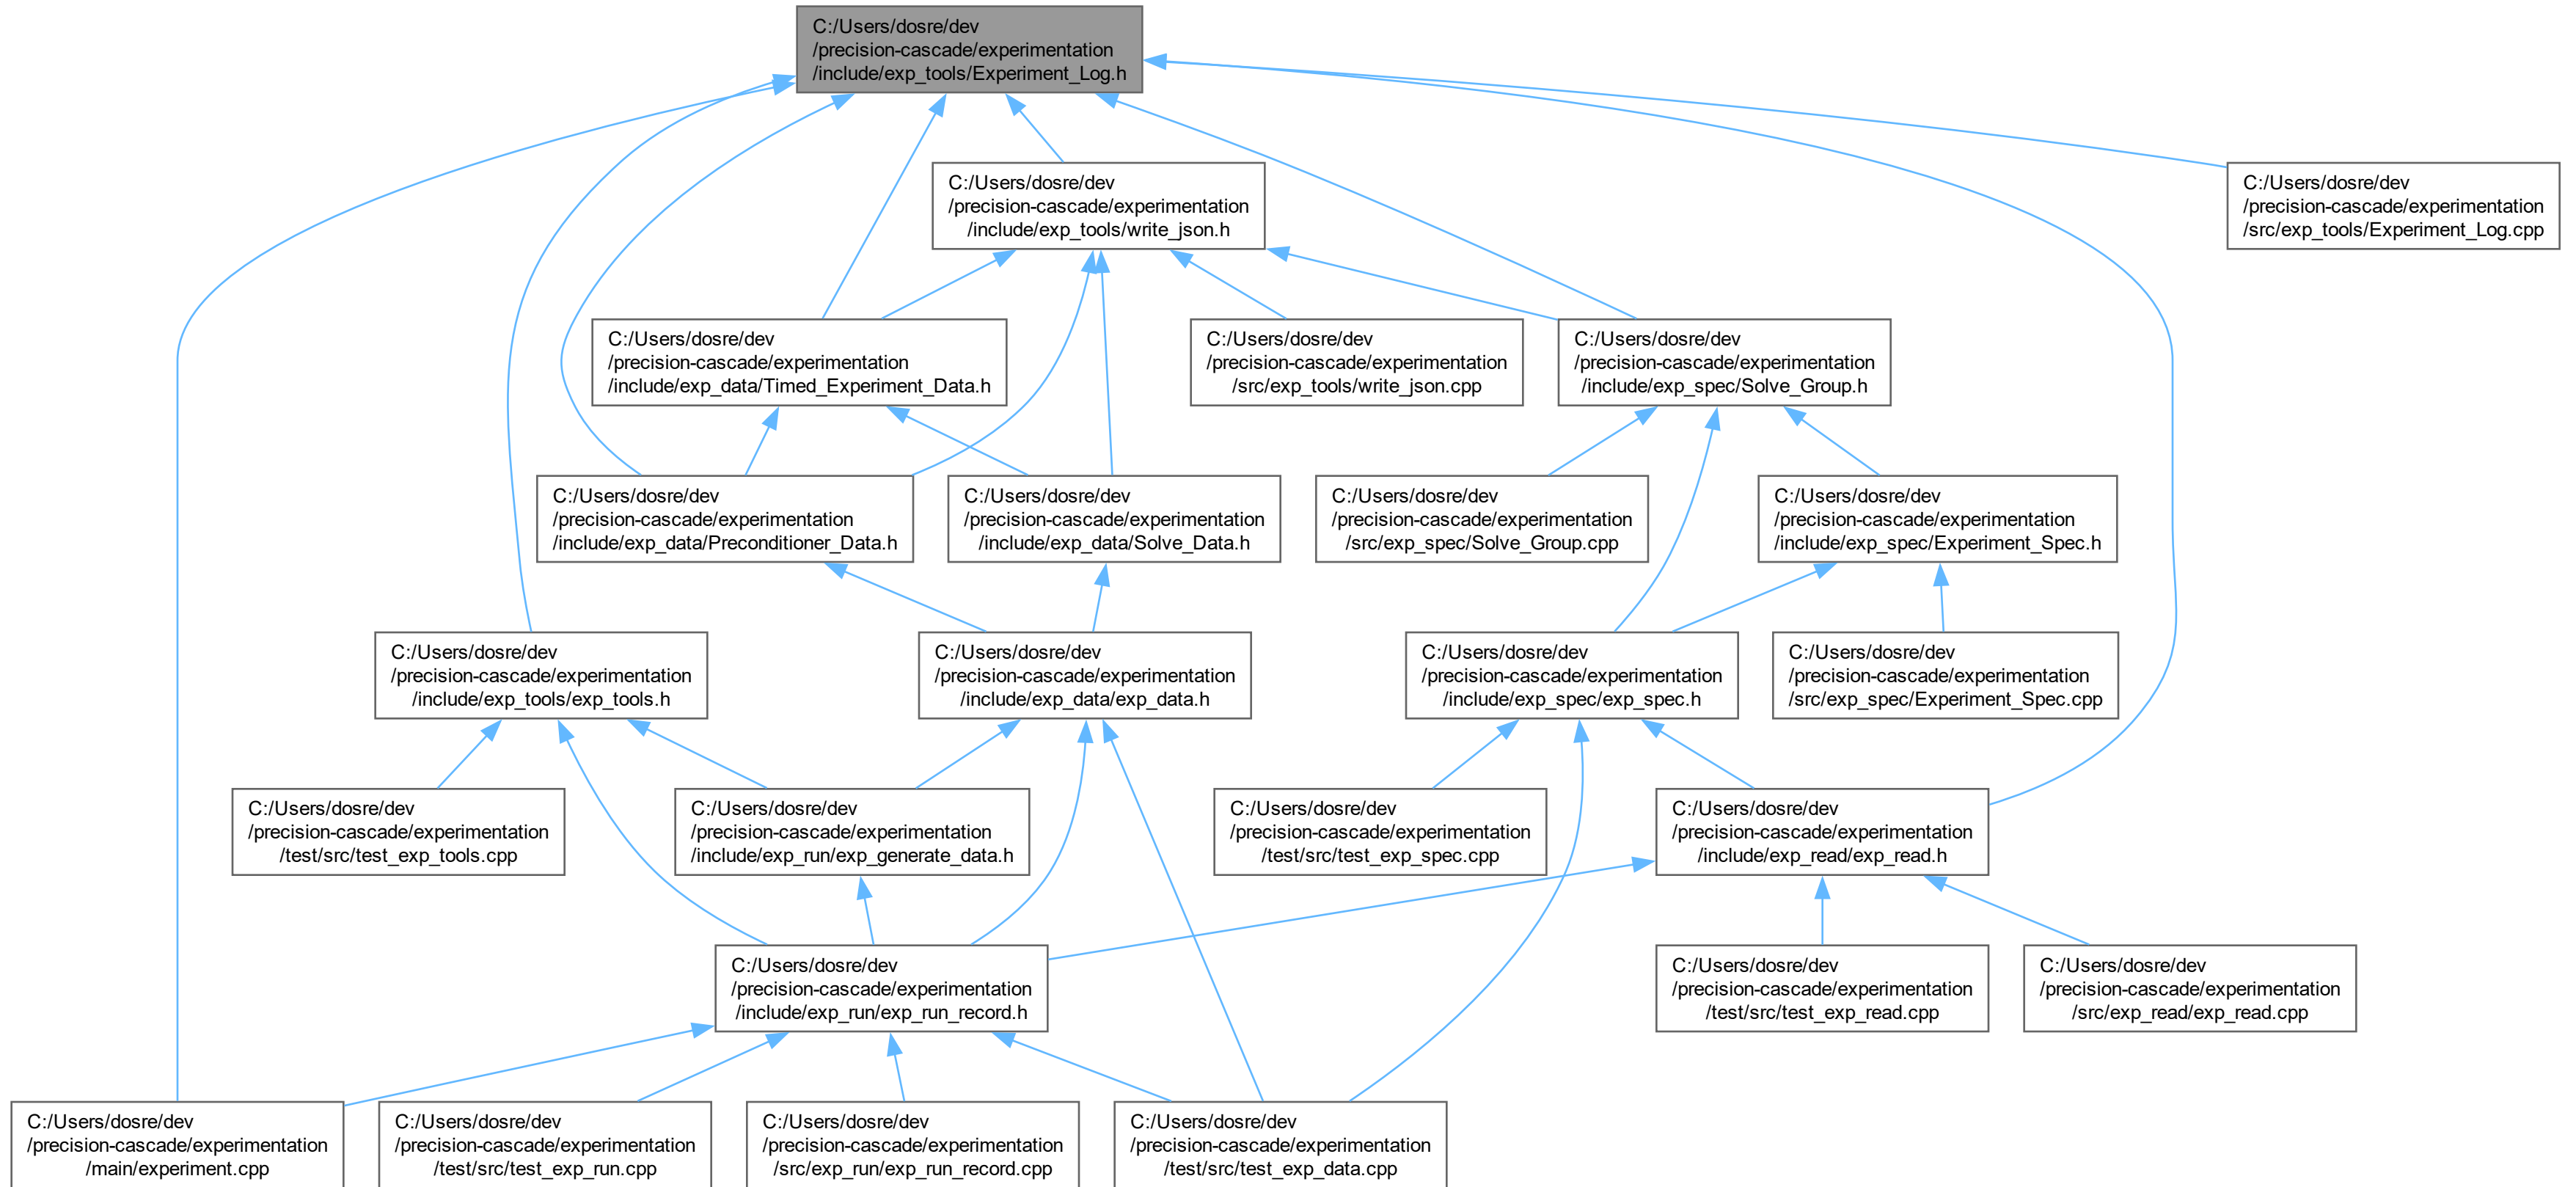 C:/Users/dosre/dev
/precision-cascade/experimentation
/include/exp_tools/Experiment_Log.h
C:/Users/dosre/dev
/precision-cascade/experimentation
/include/exp_tools/write_json.h
C:/Users/dosre/dev
/precision-cascade/experimentation
/src/exp_tools/Experiment_Log.cpp
C:/Users/dosre/dev
/precision-cascade/experimentation
/include/exp_data/Timed_Experiment_Data.h
C:/Users/dosre/dev
/precision-cascade/experimentation
/src/exp_tools/write_json.cpp
C:/Users/dosre/dev
/precision-cascade/experimentation
/include/exp_spec/Solve_Group.h
C:/Users/dosre/dev
/precision-cascade/experimentation
/include/exp_data/Preconditioner_Data.h
C:/Users/dosre/dev
/precision-cascade/experimentation
/include/exp_data/Solve_Data.h
C:/Users/dosre/dev
/precision-cascade/experimentation
/src/exp_spec/Solve_Group.cpp
C:/Users/dosre/dev
/precision-cascade/experimentation
/include/exp_spec/Experiment_Spec.h
C:/Users/dosre/dev
/precision-cascade/experimentation
/include/exp_tools/exp_tools.h
C:/Users/dosre/dev
/precision-cascade/experimentation
/include/exp_data/exp_data.h
C:/Users/dosre/dev
/precision-cascade/experimentation
/include/exp_spec/exp_spec.h
C:/Users/dosre/dev
/precision-cascade/experimentation
/src/exp_spec/Experiment_Spec.cpp
C:/Users/dosre/dev
/precision-cascade/experimentation
/test/src/test_exp_tools.cpp
C:/Users/dosre/dev
/precision-cascade/experimentation
/include/exp_run/exp_generate_data.h
C:/Users/dosre/dev
/precision-cascade/experimentation
/test/src/test_exp_spec.cpp
C:/Users/dosre/dev
/precision-cascade/experimentation
/include/exp_read/exp_read.h
C:/Users/dosre/dev
/precision-cascade/experimentation
/include/exp_run/exp_run_record.h
C:/Users/dosre/dev
/precision-cascade/experimentation
/test/src/test_exp_read.cpp
C:/Users/dosre/dev
/precision-cascade/experimentation
/src/exp_read/exp_read.cpp
C:/Users/dosre/dev
/precision-cascade/experimentation
/main/experiment.cpp
C:/Users/dosre/dev
/precision-cascade/experimentation
/test/src/test_exp_run.cpp
C:/Users/dosre/dev
/precision-cascade/experimentation
/src/exp_run/exp_run_record.cpp
C:/Users/dosre/dev
/precision-cascade/experimentation
/test/src/test_exp_data.cpp